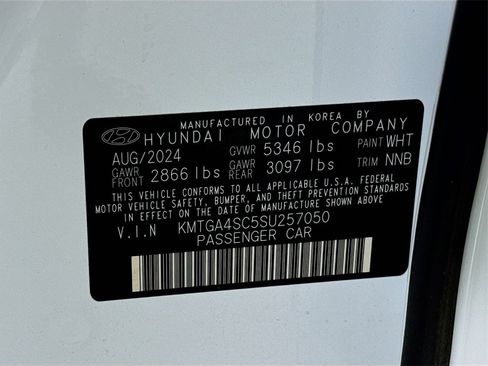 MANUFACTURED IN KOREA BY
HYUNDAI MOTOR COMPANY
AUG/2024 GVWR 5346 lbs PAINT WHT
GAWR FRONT 2866 lbs GAWR REAR 3097 lbs TRIM NNB
THIS VEHICLE CONFORMS TO ALL APPLICABLE U.S.A. FEDERAL
MOTOR VEHICLE SAFETY, BUMPER, AND THEFT PREVENTION STANDARDS
IN EFFECT ON THE DATE OF MANUFACTURE SHOWN ABOVE.
V.I.N KMTGA4SC5SU257050
PASSENGER CAR